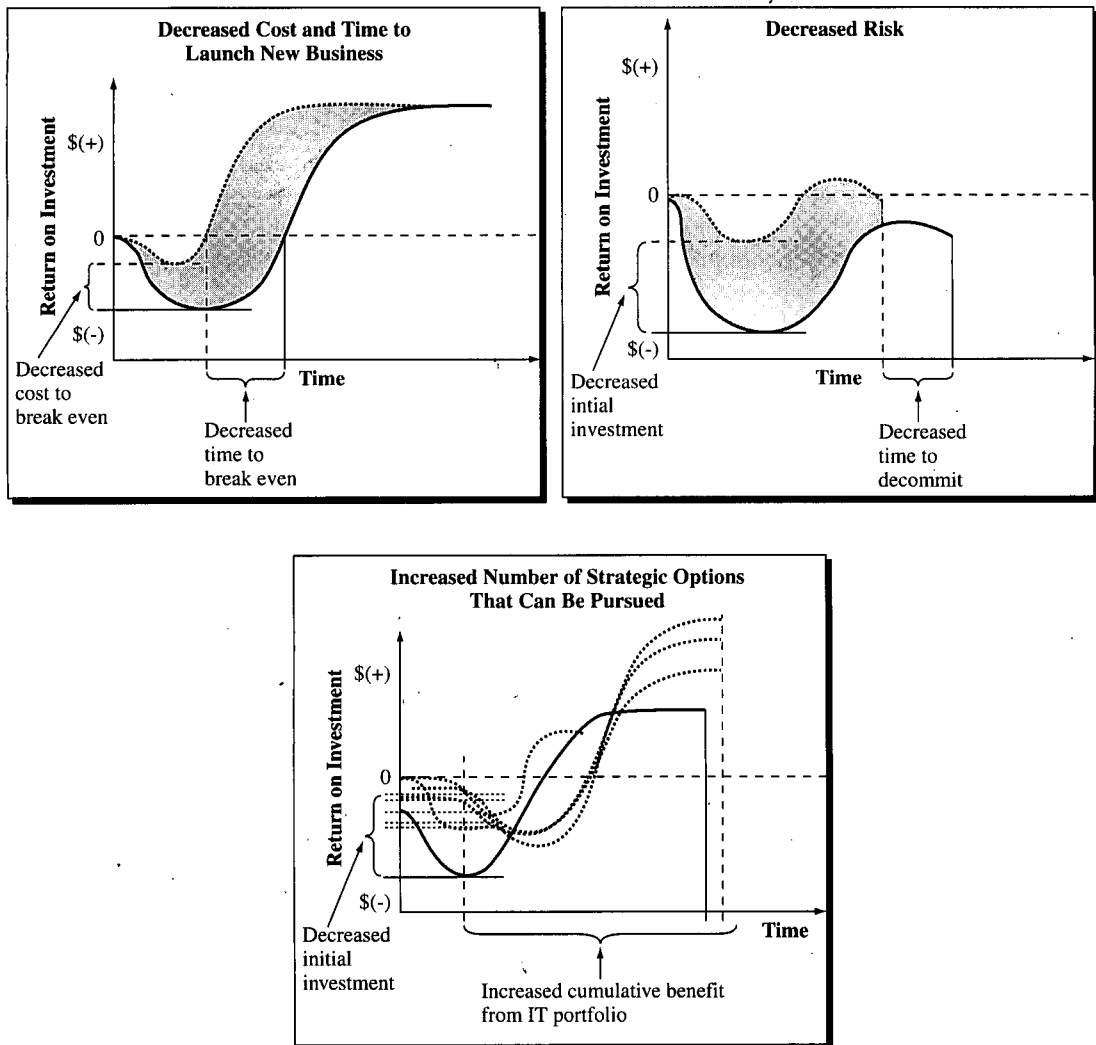 Decreased Cost and Time to
Launch New Business
Return on Investment
$(+)
0
$(-)
Time
Decreased
cost to
break even
Decreased
time to
break even
Decreased Risk
Return on Investment
$(+)
0
$(-)
Time
Decreased
intial
investment
Decreased
time to
decommit
Increased Number of Strategic Options
That Can Be Pursued
Return on Investment
$(+)
0
$(-)
Time
Decreased
initial
investment
Increased cumulative benefit
from IT portfolio